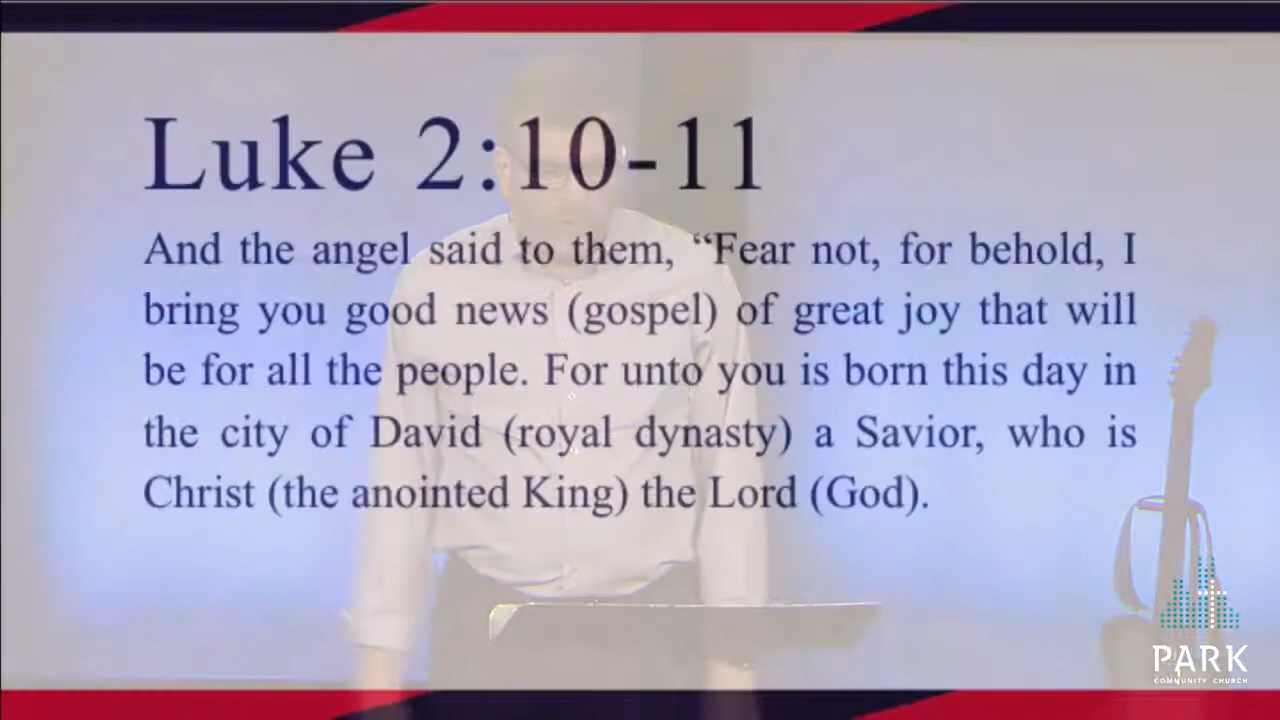 Luke 2:10-11
And the angel said to them, “Fear not, for behold, I
bring you good news (gospel) of great joy that will
be for all the people. For unto you is born this day in
the city of David (royal dynasty) a Savior, who is
Christ (the anointed King) the Lord (God).
PARK
COMMUNITY CHURCH